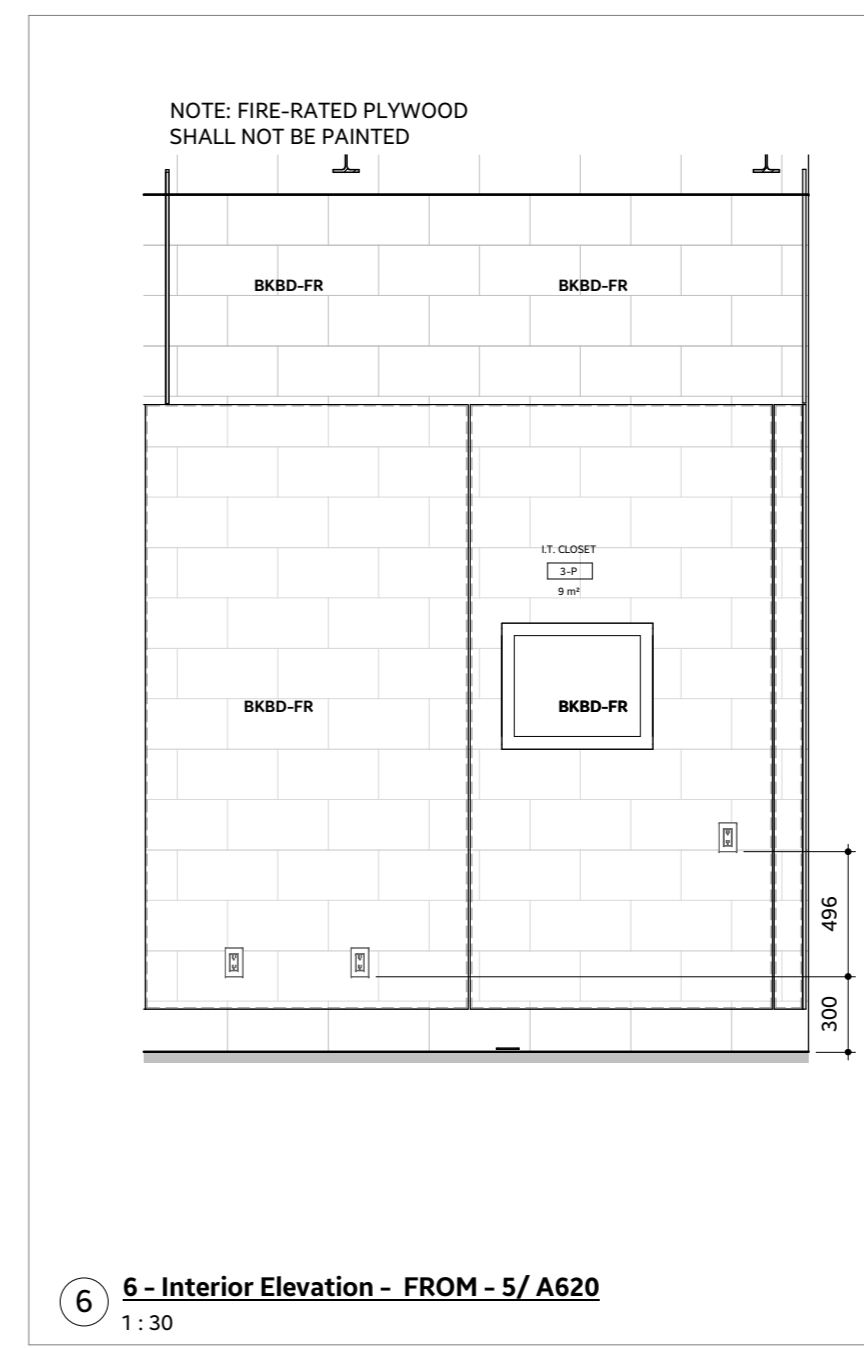 NOTE: FIRE-RATED PLYWOOD
SHALL NOT BE PAINTED
BKBD-FR
BKBD-FR
I.T. CLOSET
3-P
9 m²
BKBD-FR
BKBD-FR
496
300
6
6 - Interior Elevation - FROM - 5/ A620
1 : 30